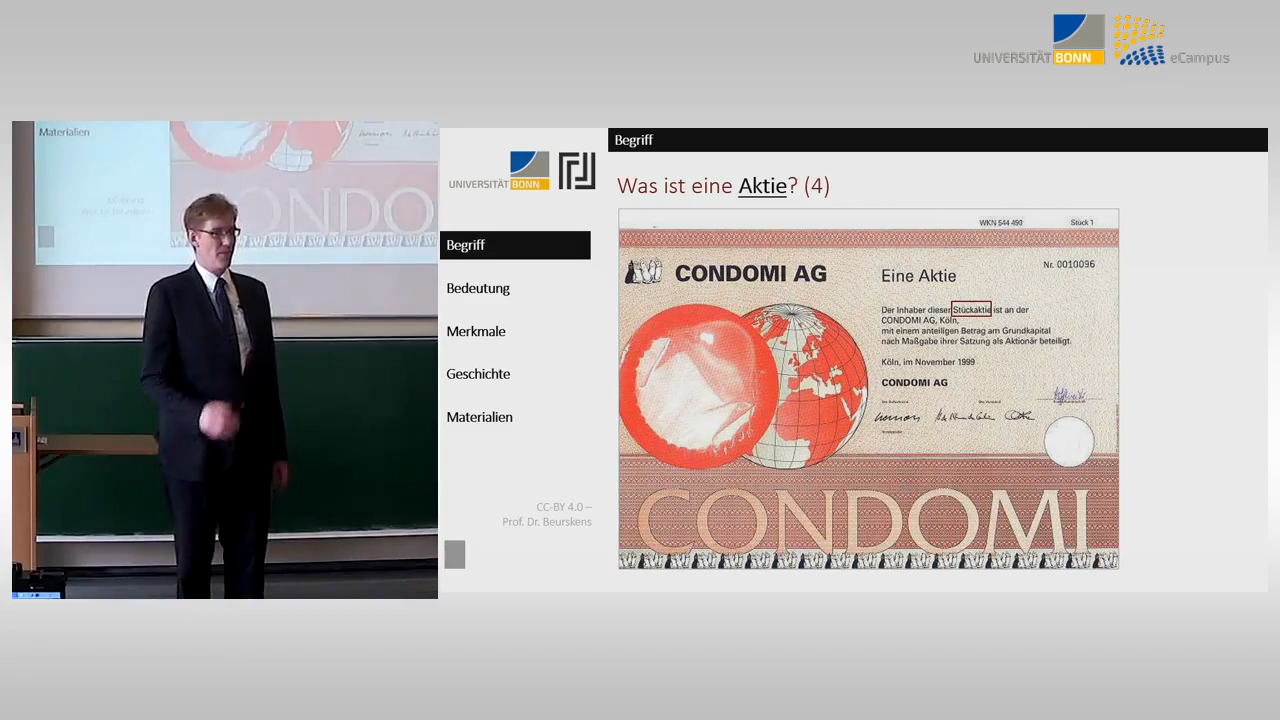 UNIVERSITÄT BONN eCampus
Materialien
CONDOMI
UNIVERSITÄT BONN
Begriff
Bedeutung
Merkmale
Geschichte
Materialien
CC-BY 4.0 –
Prof. Dr. Beurskens
Begriff
Was ist eine Aktie? (4)
WKN 544 490
Stück 1
CONDOMI AG
Eine Aktie
Nr. 0010096
Der Inhaber dieser Stückaktie ist an der
CONDOMI AG, Köln,
mit einem anteiligen Betrag am Grundkapital
nach Maßgabe ihrer Satzung als Aktionär beteiligt.
Köln, im November 1999
CONDOMI AG
CONDOMI